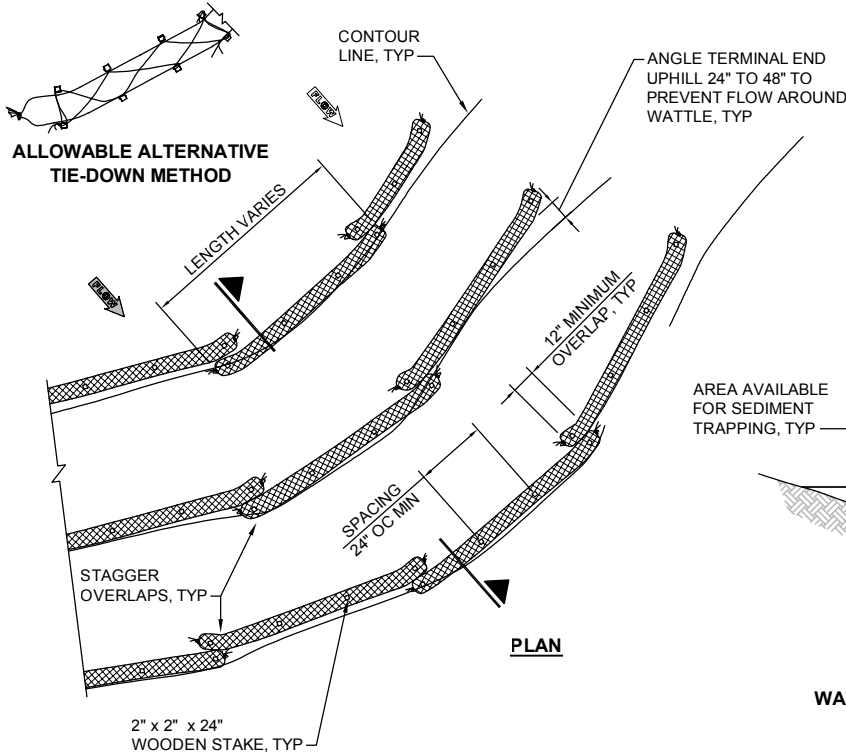 CONTOUR
LINE, TYP
ANGLE TERMINAL END
UPHILL 24" TO 48" TO
PREVENT FLOW AROUND
WATTLE, TYP
FLOW
ALLOWABLE ALTERNATIVE
TIE-DOWN METHOD
LENGTH VARIES
FLOW
12" MINIMUM
OVERLAP, TYP
AREA AVAILABLE
FOR SEDIMENT
TRAPPING, TYP
SPACING
24" OC MIN
STAGGER
OVERLAPS, TYP
PLAN
WA
2" x 2" x 24"
WOODEN STAKE, TYP